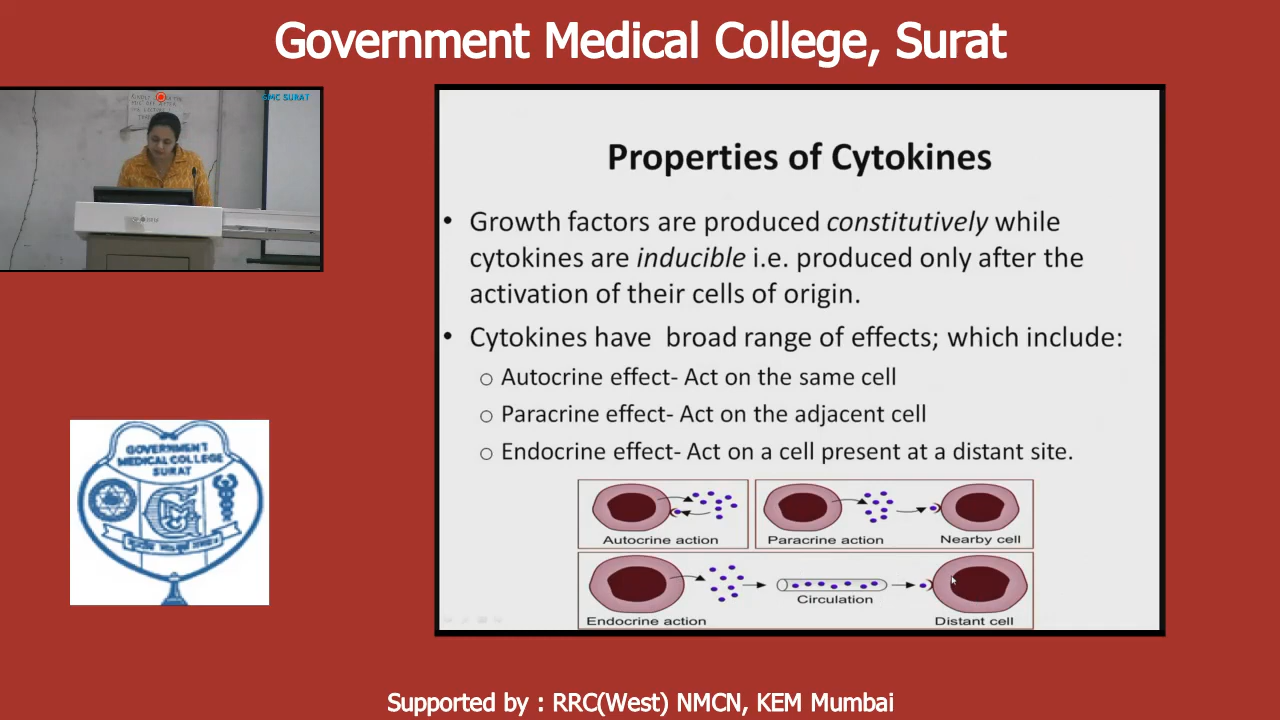 Government Medical College, Surat
GMC SURAT
Properties of Cytokines
• Growth factors are produced constitutively while
cytokines are inducible i.e. produced only after the
activation of their cells of origin.
• Cytokines have broad range of effects; which include:
○ Autocrine effect- Act on the same cell
○ Paracrine effect- Act on the adjacent cell
○ Endocrine effect- Act on a cell present at a distant site.
Autocrine action
Paracrine action
Nearby cell
Circulation
Endocrine action
Distant cell
GOVERNMENT
MEDICAL COLLEGE
SURAT
Supported by : RRC(West) NMCN, KEM Mumbai